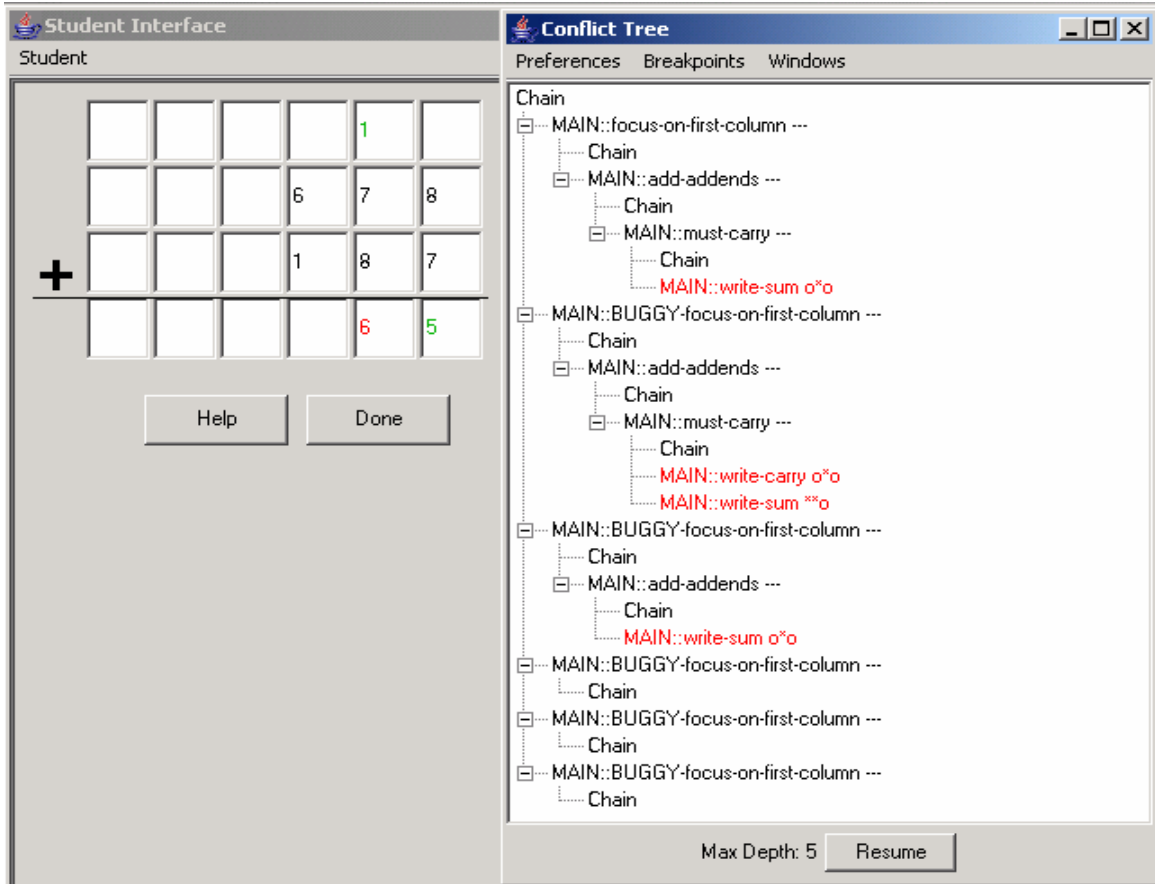 Student Interface
Student
1
6 7 8
+ 1 8 7
6 5
Help Done
Conflict Tree
Preferences Breakpoints Windows
Chain
MAIN::focus-on-first-column ---
Chain
MAIN::add-addends ---
Chain
MAIN::must-carry ---
Chain
MAIN::write-sum o*o
MAIN::BUGGY-focus-on-first-column ---
Chain
MAIN::add-addends ---
Chain
MAIN::must-carry ---
Chain
MAIN::write-carry o*o
MAIN::write-sum **o
MAIN::BUGGY-focus-on-first-column ---
Chain
MAIN::add-addends ---
Chain
MAIN::write-sum o*o
MAIN::BUGGY-focus-on-first-column ---
Chain
MAIN::BUGGY-focus-on-first-column ---
Chain
MAIN::BUGGY-focus-on-first-column ---
Chain
Max Depth: 5 Resume